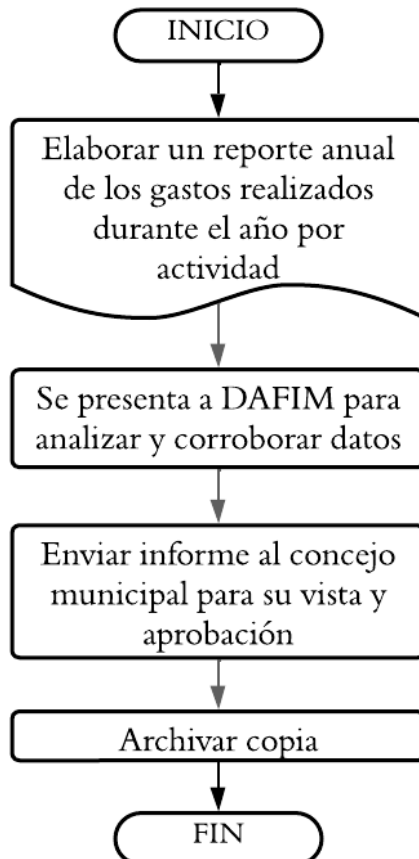 INICIO
Elaborar un reporte anual
de los gastos realizados
durante el año por
actividad
Se presenta a DAFIM para
analizar y corroborar datos
Enviar informe al concejo
municipal para su vista y
aprobación
Archivar copia
FIN